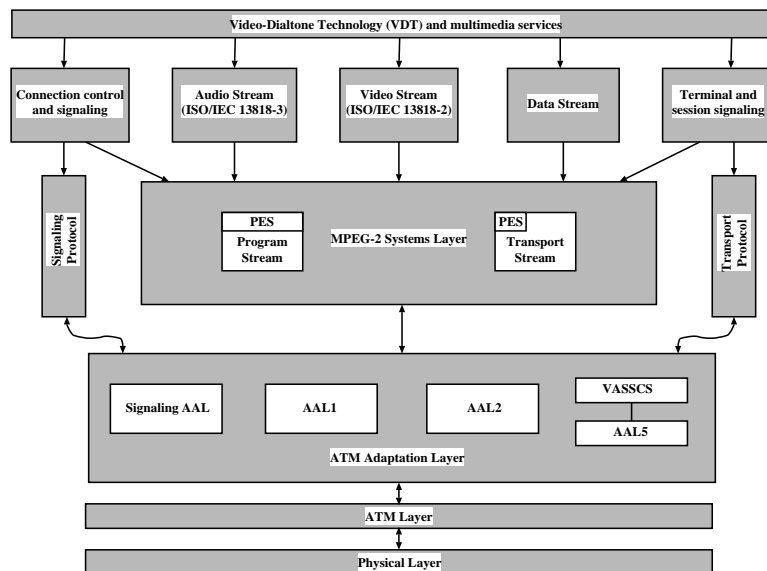 Video-Dialtone Technology (VDT) and multimedia services
Connection control
and signaling
Audio Stream
(ISO/IEC 13818-3)
Video Stream
(ISO/IEC 13818-2)
Data Stream
Terminal and
session signaling
Signaling
Protocol
PES
Program
Stream
MPEG-2 Systems Layer
PES
Transport
Stream
Transport
Protocol
Signaling AAL
AAL1
AAL2
VASSCS
AAL5
ATM Adaptation Layer
ATM Layer
Physical Layer